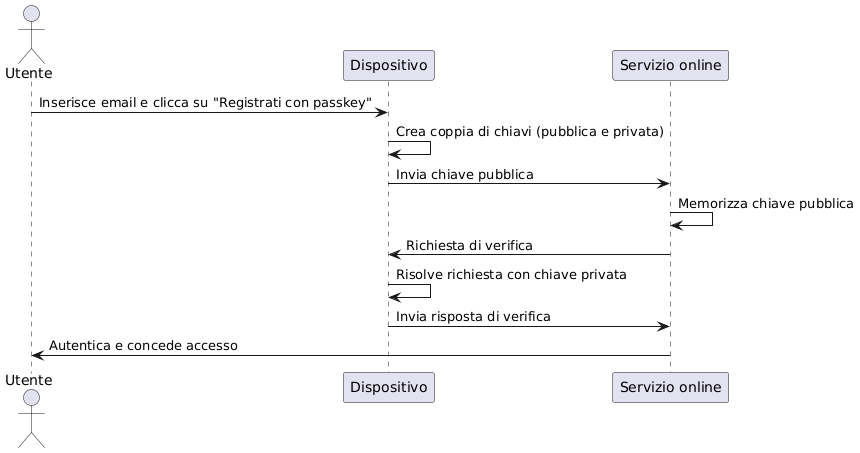 Utente
Dispositivo
Servizio online
Inserisce email e clicca su "Registrati con passkey"
Crea coppia di chiavi (pubblica e privata)
Invia chiave pubblica
Memorizza chiave pubblica
Richiesta di verifica
Risolve richiesta con chiave privata
Invia risposta di verifica
Autentica e concede accesso
Utente
Dispositivo
Servizio online